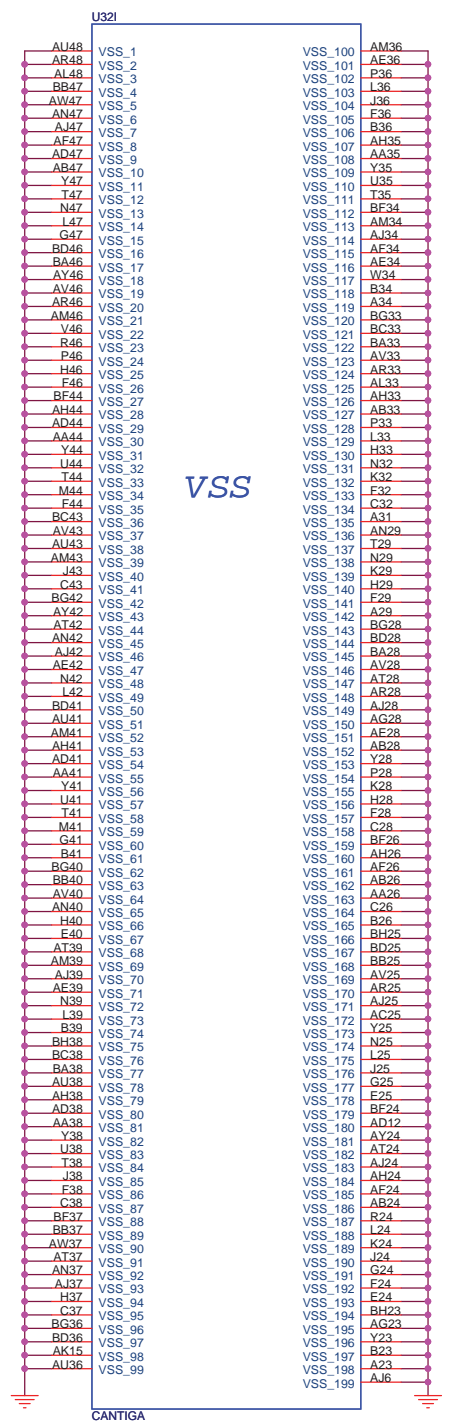 U32I
AU48 VSS_1
AR48 VSS_2
AL48 VSS_3
BB47 VSS_4
AW47 VSS_5
AN47 VSS_6
AJ47 VSS_7
AF47 VSS_8
AD47 VSS_9
AB47 VSS_10
Y47 VSS_11
T47 VSS_12
N47 VSS_13
L47 VSS_14
G47 VSS_15
BD46 VSS_16
BA46 VSS_17
AY46 VSS_18
AV46 VSS_19
AR46 VSS_20
AM46 VSS_21
V46 VSS_22
R46 VSS_23
P46 VSS_24
H46 VSS_25
F46 VSS_26
BF44 VSS_27
AH44 VSS_28
AD44 VSS_29
AA44 VSS_30
Y44 VSS_31
U44 VSS_32
T44 VSS_33
M44 VSS_34
F44 VSS_35
BC43 VSS_36
AV43 VSS_37
AU43 VSS_38
AM43 VSS_39
J43 VSS_40
C43 VSS_41
BG42 VSS_42
AY42 VSS_43
AT42 VSS_44
AN42 VSS_45
AJ42 VSS_46
AE42 VSS_47
N42 VSS_48
L42 VSS_49
BD41 VSS_50
AU41 VSS_51
AM41 VSS_52
AH41 VSS_53
AD41 VSS_54
AA41 VSS_55
Y41 VSS_56
U41 VSS_57
T41 VSS_58
M41 VSS_59
G41 VSS_60
B41 VSS_61
BG40 VSS_62
BB40 VSS_63
AV40 VSS_64
AN40 VSS_65
H40 VSS_66
E40 VSS_67
AT39 VSS_68
AM39 VSS_69
AJ39 VSS_70
AE39 VSS_71
N39 VSS_72
L39 VSS_73
B39 VSS_74
BH38 VSS_75
BC38 VSS_76
BA38 VSS_77
AU38 VSS_78
AH38 VSS_79
AD38 VSS_80
AA38 VSS_81
Y38 VSS_82
U38 VSS_83
T38 VSS_84
J38 VSS_85
F38 VSS_86
C38 VSS_87
BF37 VSS_88
BB37 VSS_89
AW37 VSS_90
AT37 VSS_91
AN37 VSS_92
AJ37 VSS_93
H37 VSS_94
C37 VSS_95
BG36 VSS_96
BD36 VSS_97
AK15 VSS_98
AU36 VSS_99
VSS
VSS_100 AM36
VSS_101 AE36
VSS_102 P36
VSS_103 L36
VSS_104 J36
VSS_105 F36
VSS_106 B36
VSS_107 AH35
VSS_108 AA35
VSS_109 Y35
VSS_110 U35
VSS_111 T35
VSS_112 BF34
VSS_113 AM34
VSS_114 AJ34
VSS_115 AF34
VSS_116 AE34
VSS_117 W34
VSS_118 B34
VSS_119 A34
VSS_120 BG33
VSS_121 BC33
VSS_122 BA33
VSS_123 AV33
VSS_124 AR33
VSS_125 AL33
VSS_126 AH33
VSS_127 AB33
VSS_128 P33
VSS_129 L33
VSS_130 H33
VSS_131 N32
VSS_132 K32
VSS_133 F32
VSS_134 C32
VSS_135 A31
VSS_136 AN29
VSS_137 T29
VSS_138 N29
VSS_139 K29
VSS_140 H29
VSS_141 F29
VSS_142 A29
VSS_143 BG28
VSS_144 BD28
VSS_145 BA28
VSS_146 AV28
VSS_147 AT28
VSS_148 AR28
VSS_149 AJ28
VSS_150 AG28
VSS_151 AE28
VSS_152 AB28
VSS_153 Y28
VSS_154 P28
VSS_155 K28
VSS_156 H28
VSS_157 F28
VSS_158 C28
VSS_159 BF26
VSS_160 AH26
VSS_161 AF26
VSS_162 AB26
VSS_163 AA26
VSS_164 C26
VSS_165 B26
VSS_166 BH25
VSS_167 BD25
VSS_168 BB25
VSS_169 AV25
VSS_170 AR25
VSS_171 AJ25
VSS_172 AC25
VSS_173 Y25
VSS_174 N25
VSS_175 L25
VSS_176 J25
VSS_177 G25
VSS_178 E25
VSS_179 BF24
VSS_180 AD12
VSS_181 AY24
VSS_182 AT24
VSS_183 AJ24
VSS_184 AH24
VSS_185 AF24
VSS_186 AB24
VSS_187 R24
VSS_188 L24
VSS_189 K24
VSS_190 J24
VSS_191 G24
VSS_192 F24
VSS_193 E24
VSS_194 BH23
VSS_195 AG23
VSS_196 Y23
VSS_197 B23
VSS_198 A23
VSS_199 AJ6
CANTIGA